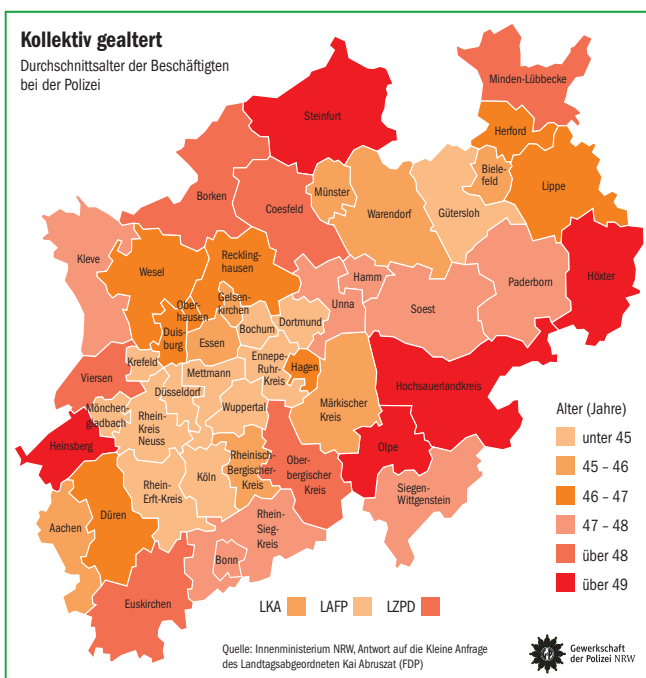 Kollektiv gealtert
Durchschnittsalter der Beschäftigten
bei der Polizei
Minden-Lübbecke
Steinfurt
Herford
Biele-
feld
Lippe
Münster
Borken
Coesfeld
Warendorf
Gütersloh
Kleve
Wesel
Reckling-
hausen
Hamm
Paderborn
Höxter
Ober-
hausen
Gelsen-
kirchen
Unna
Soest
Duis-
burg
Essen
Bochum
Dortmund
Krefeld
Mettmann
Ennepe-
Ruhr-
Kreis
Hagen
Viersen
Düsseldorf
Hochsauerlandkreis
Mönchen-
gladbach
Rhein-
Kreis
Neuss
Wuppertal
Märkischer
Kreis
Heinsberg
Olpe
Rheinisch-
Bergischer-
Kreis
Ober-
bergischer
Kreis
Köln
Rhein-
Erft-Kreis
Siegen-
Wittgenstein
Düren
Aachen
Rhein-
Sieg-
Kreis
Bonn
Euskirchen
Alter (Jahre)
unter 45
45 – 46
46 – 47
47 – 48
über 48
über 49
LKA LAFP LZPD
Quelle: Innenministerium NRW, Antwort auf die Kleine Anfrage
des Landtagsabgeordneten Kai Abruszat (FDP)
Gewerkschaft
der Polizei NRW